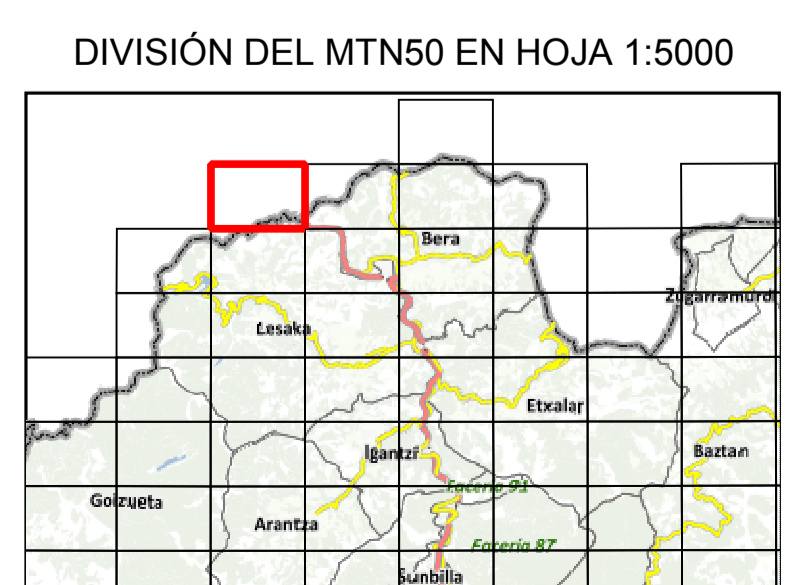 DIVISIÓN DEL MTN50 EN HOJA 1:5000
Bera
Zugarramurdi
Lesaka
Etxalar
Igantzi
Baztan
Facería 91
Goizueta
Arantza
Facería 87
Sunbilla